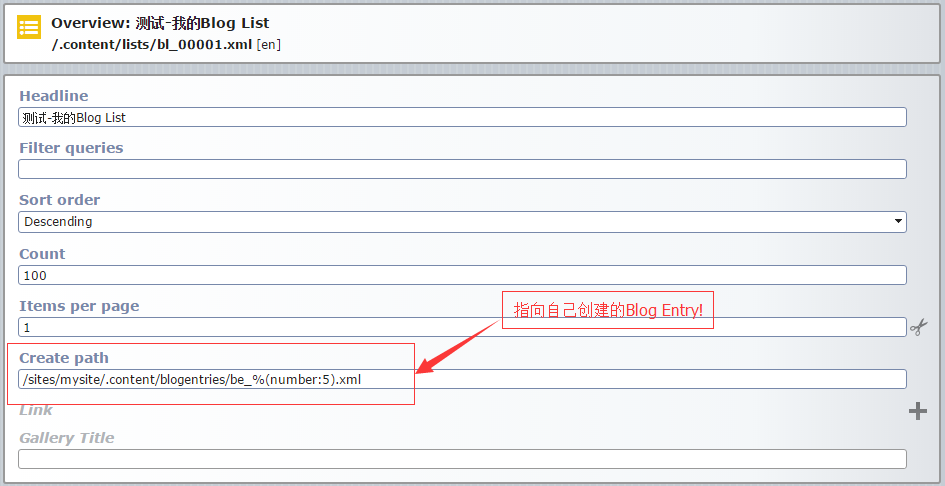 Overview: 测试-我的Blog List
/.content/lists/bl_00001.xml [en]
Headline
测试-我的Blog List
Filter queries
Sort order
Descending
Count
100
Items per page
1
指向自己创建的Blog Entry!
Create path
/sites/mysite/.content/blogentries/be_%(number:5).xml
Link
Gallery Title